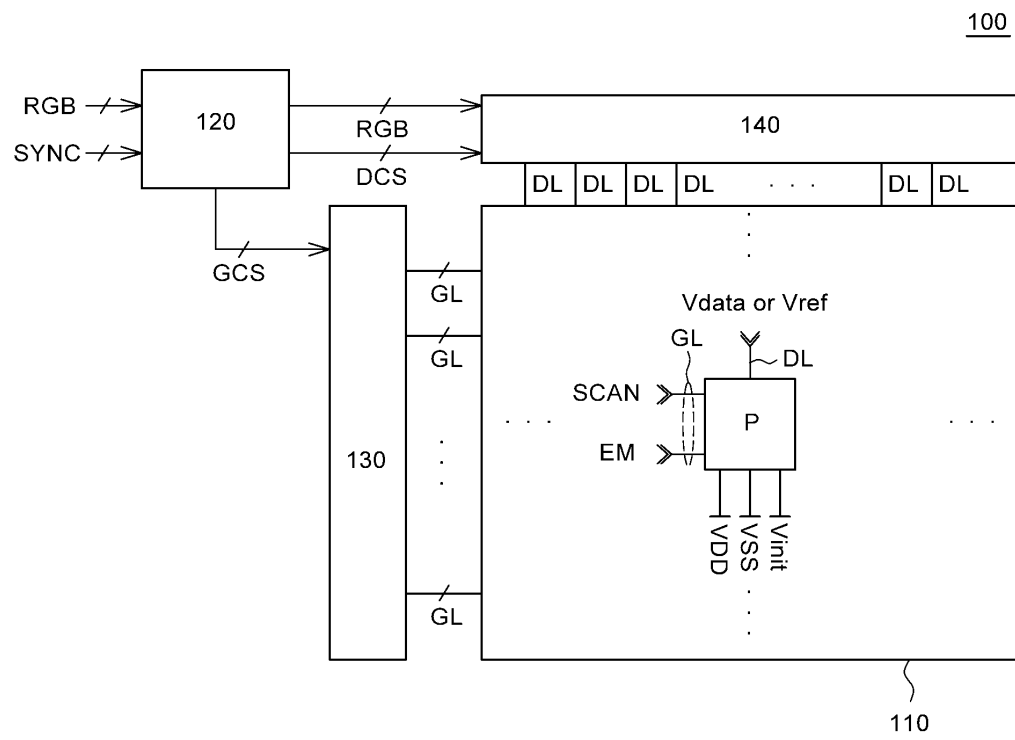 100
RGB
120
RGB
140
SYNC
DCS
DL DL DL DL . . . DL DL
GCS
GL
Vdata or Vref
GL
GL
DL
SCAN
P
. . .
. . .
EM
130
VDD
VSS
Vinit
GL
110